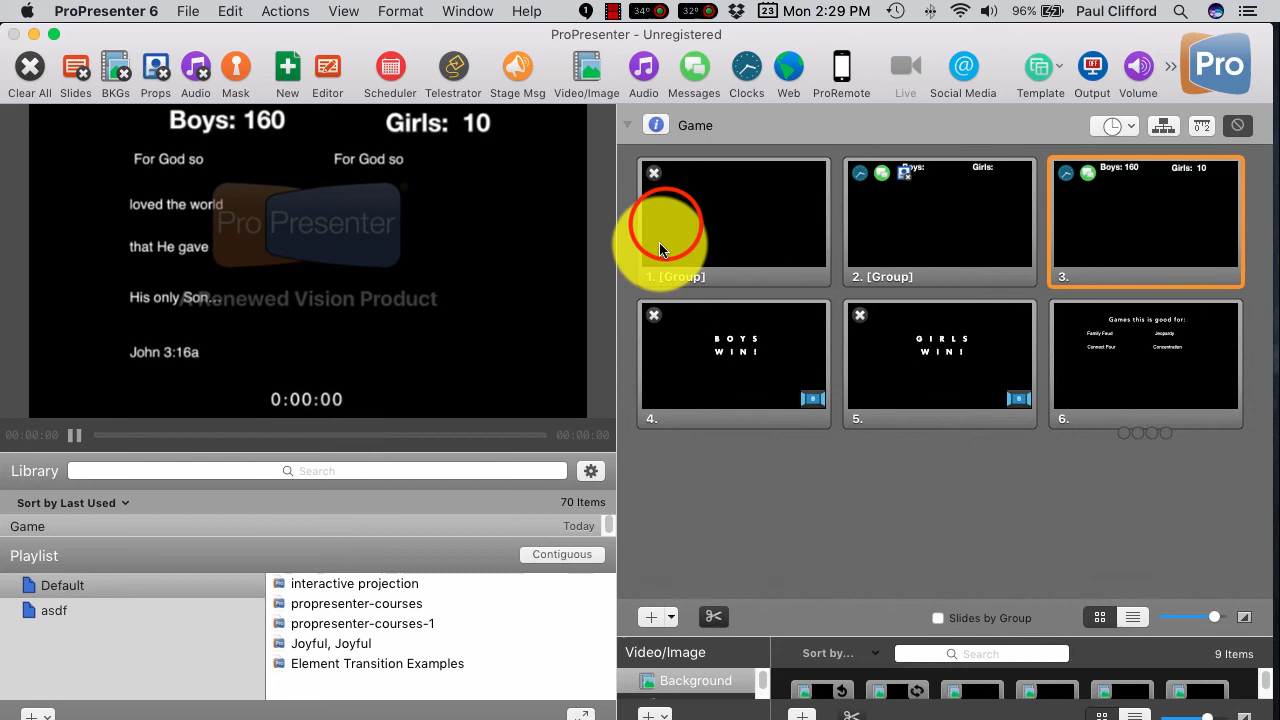 ProPresenter 6 File Edit Actions View Format Window Help 34° 32° 23 Mon 2:29 PM 96% Paul Clifford
ProPresenter - Unregistered
Clear All Slides BKGs Props Audio Mask New Editor Scheduler Telestrator Stage Msg Video/Image Audio Messages Clocks Web ProRemote Live Social Media Template Output Volume
OFF
Pro
Boys: 160 Girls: 10
For God so For God so
loved the world
that He gave
His only Son...
John 3:16a
Pro Presenter
A Renewed Vision Product
0:00:00
00:00:00 00:00:00
Library Search
Sort by Last Used 70 Items
Game Today
Playlist Contiguous
Default
asdf
interactive projection
propresenter-courses
propresenter-courses-1
Joyful, Joyful
Element Transition Examples
Game
1. [Group]
Boys: Girls:
2. [Group]
Boys: 160 Girls: 10
3.
BOYS
WIN!
4.
GIRLS
WIN!
5.
Games this is good for:
Family Feud Jeopardy
Connect Four Concentration
6.
Slides by Group
Video/Image Sort by... Search 9 Items
Background